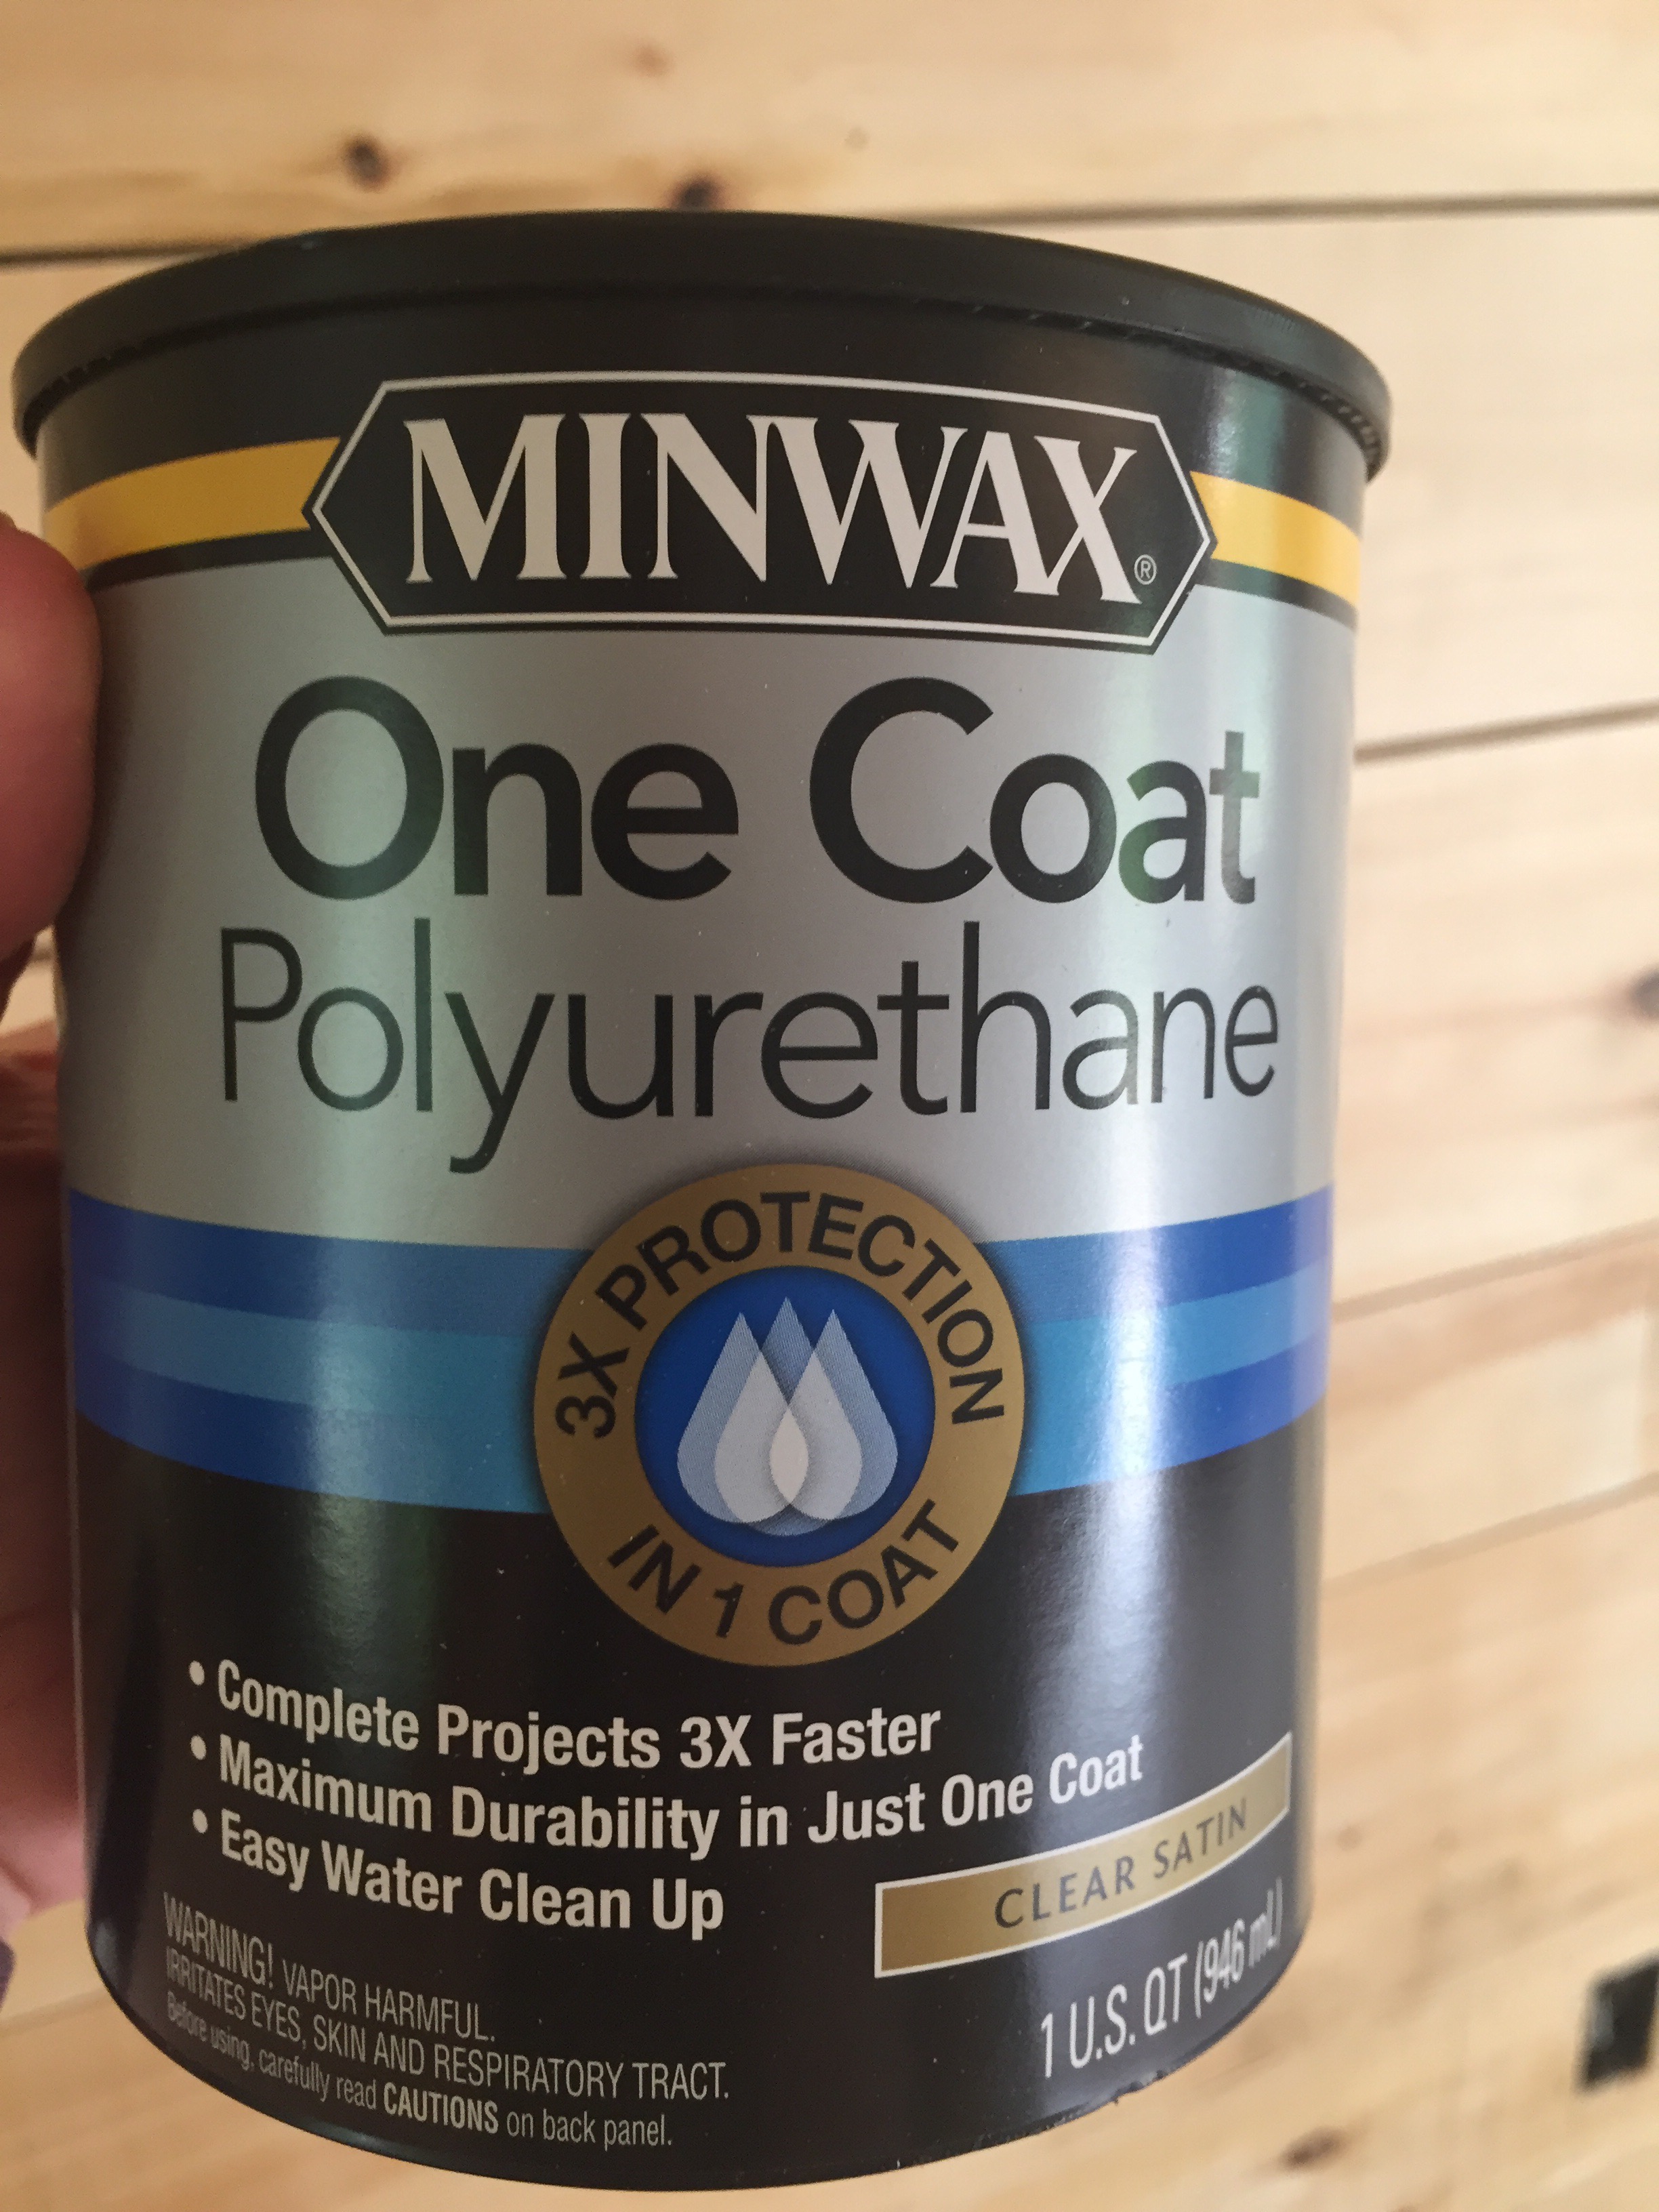 MINWAX®
One Coat
Polyurethane
3X PROTECTION
IN 1 COAT
• Complete Projects 3X Faster
• Maximum Durability in Just One Coat
• Easy Water Clean Up
CLEAR SATIN
WARNING! VAPOR HARMFUL.
IRRITATES EYES, SKIN AND RESPIRATORY TRACT.
Before using, carefully read CAUTIONS on back panel.
1 U.S. QT (946 mL)